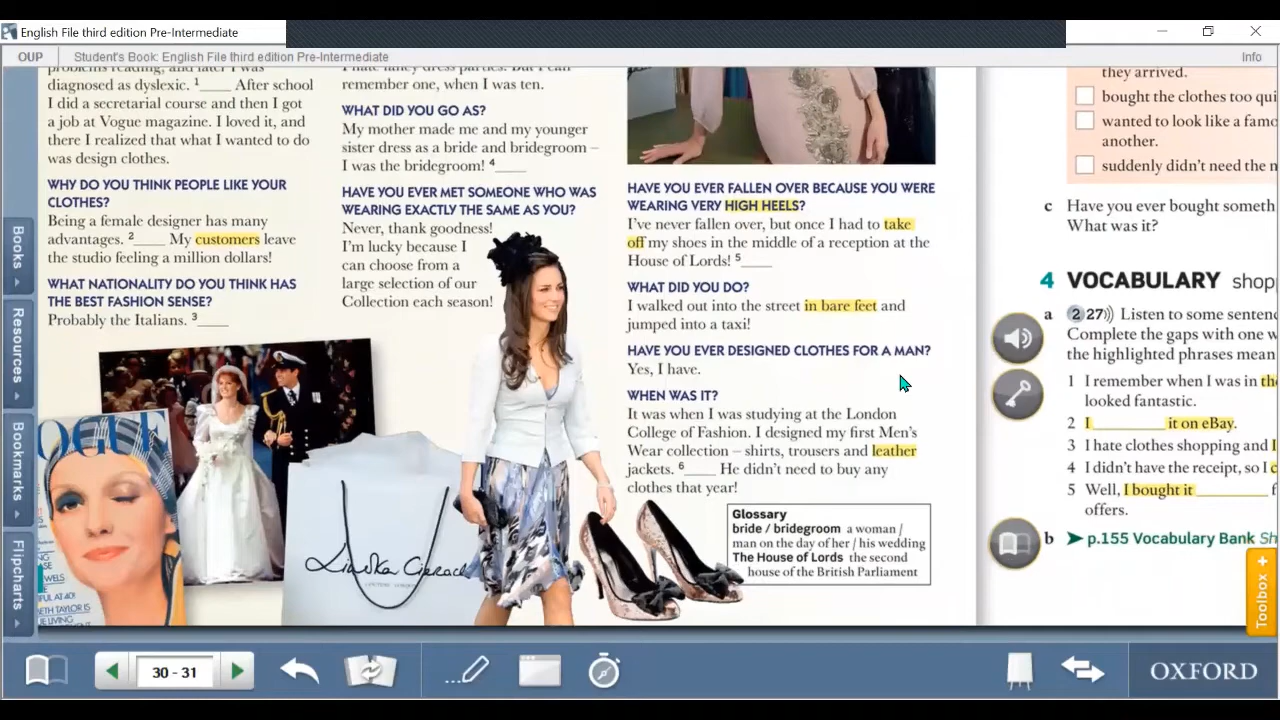 English File third edition Pre-Intermediate
OUP
Student's Book: English File third edition Pre-Intermediate
Info
problems reading, and later I was
diagnosed as dyslexic. 1____ After school
I did a secretarial course and then I got
a job at Vogue magazine. I loved it, and
there I realized that what I wanted to do
was design clothes.
WHY DO YOU THINK PEOPLE LIKE YOUR
CLOTHES?
Being a female designer has many
advantages. 2____ My customers leave
the studio feeling a million dollars!
WHAT NATIONALITY DO YOU THINK HAS
THE BEST FASHION SENSE?
Probably the Italians. 3____
I hate fancy dress parties. But I can
remember one, when I was ten.
WHAT DID YOU GO AS?
My mother made me and my younger
sister dress as a bride and bridegroom –
I was the bridegroom! 4____
HAVE YOU EVER MET SOMEONE WHO WAS
WEARING EXACTLY THE SAME AS YOU?
Never, thank goodness!
I'm lucky because I
can choose from a
large selection of our
Collection each season!
HAVE YOU EVER FALLEN OVER BECAUSE YOU WERE
WEARING VERY HIGH HEELS?
I've never fallen over, but once I had to take
off my shoes in the middle of a reception at the
House of Lords! 5____
WHAT DID YOU DO?
I walked out into the street in bare feet and
jumped into a taxi!
HAVE YOU EVER DESIGNED CLOTHES FOR A MAN?
Yes, I have.
WHEN WAS IT?
It was when I was studying at the London
College of Fashion. I designed my first Men's
Wear collection – shirts, trousers and leather
jackets. 6____ He didn't need to buy any
clothes that year!
Glossary
bride / bridegroom a woman /
man on the day of her / his wedding
The House of Lords the second
house of the British Parliament
they arrived.
bought the clothes too qui
wanted to look like a famo
another.
suddenly didn't need the n
c Have you ever bought someth
What was it?
4 VOCABULARY shop
a 2 27))) Listen to some sentenc
Complete the gaps with one w
the highlighted phrases mean
1 I remember when I was in the
looked fantastic.
2 I ________ it on eBay.
3 I hate clothes shopping and I
4 I didn't have the receipt, so I c
5 Well, I bought it ________ f
offers.
b p.155 Vocabulary Bank Sh
Books
Resources
Bookmarks
Flipcharts
Toolbox +
OGUE
30 - 31
OXFORD